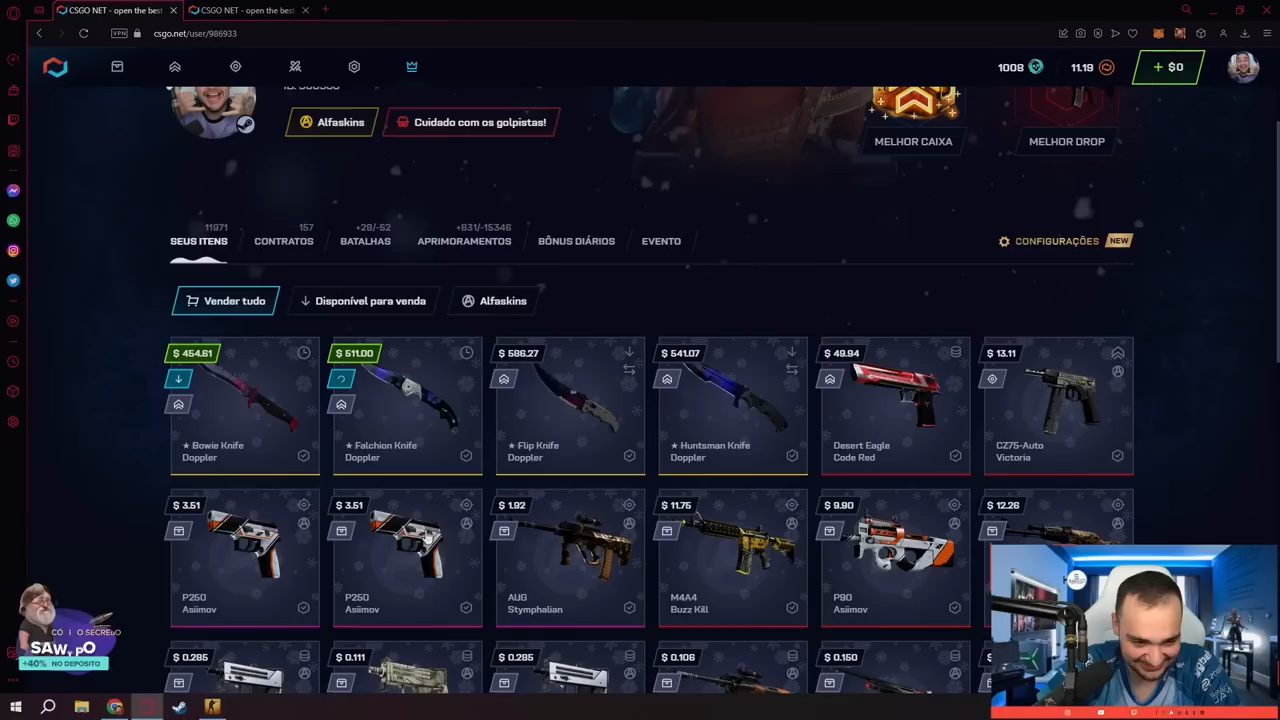 CSGO NET - open the best
CSGO NET - open the best
VPN
csgo.net/user/986933
1008
11.19
+ $0
Alfaskins
Cuidado com os golpistas!
MELHOR CAIXA
MELHOR DROP
11971
SEUS ITENS
157
CONTRATOS
+28/-52
BATALHAS
+831/-15346
APRIMORAMENTOS
BÔNUS DIÁRIOS
EVENTO
CONFIGURAÇÕES
NEW
Vender tudo
Disponível para venda
Alfaskins
$ 454.61
$ 511.00
$ 586.27
$ 541.07
$ 49.94
$ 13.11
★ Bowie Knife
Doppler
★ Falchion Knife
Doppler
★ Flip Knife
Doppler
★ Huntsman Knife
Doppler
Desert Eagle
Code Red
CZ75-Auto
Victoria
$ 3.51
$ 3.51
$ 1.92
$ 11.75
$ 9.90
$ 12.26
P250
Asiimov
P250
Asiimov
AUG
Stymphalian
M4A4
Buzz Kill
P90
Asiimov
$ 0.285
$ 0.111
$ 0.285
$ 0.106
$ 0.150
+40% NO DEPÓSITO